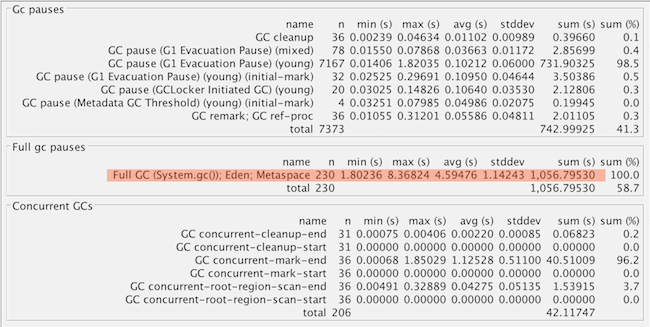 Gc pauses
name n min (s) max (s) avg (s) stddev sum (s) sum (%)
GC cleanup 36 0.00239 0.04634 0.01102 0.00989 0.39660 0.1
GC pause (G1 Evacuation Pause) (mixed) 78 0.01550 0.07868 0.03663 0.01172 2.85699 0.4
GC pause (G1 Evacuation Pause) (young) 7167 0.01406 1.82035 0.10212 0.06000 731.90325 98.5
GC pause (G1 Evacuation Pause) (young) (initial-mark) 32 0.02525 0.29691 0.10950 0.04644 3.50386 0.5
GC pause (GCLocker Initiated GC) (young) 20 0.03025 0.14826 0.10640 0.03530 2.12806 0.3
GC pause (Metadata GC Threshold) (young) (initial-mark) 4 0.03251 0.07985 0.04986 0.02075 0.19945 0.0
GC remark; GC ref-proc 36 0.01055 0.31201 0.05586 0.04811 2.01105 0.3
total 7373 742.99925 41.3
Full gc pauses
name n min (s) max (s) avg (s) stddev sum (s) sum (%)
Full GC (System.gc()); Eden; Metaspace 230 1.80236 8.36824 4.59476 1.14243 1,056.79530 100.0
total 230 1,056.79530 58.7
Concurrent GCs
name n min (s) max (s) avg (s) stddev sum (s) sum (%)
GC concurrent-cleanup-end 31 0.00075 0.00406 0.00220 0.00085 0.06823 0.2
GC concurrent-cleanup-start 31 0.00000 0.00000 0.00000 0.00000 0.00000 0.0
GC concurrent-mark-end 36 0.00068 1.85029 1.12528 0.51100 40.51009 96.2
GC concurrent-mark-start 36 0.00000 0.00000 0.00000 0.00000 0.00000 0.0
GC concurrent-root-region-scan-end 36 0.00491 0.32889 0.04275 0.05135 1.53915 3.7
GC concurrent-root-region-scan-start 36 0.00000 0.00000 0.00000 0.00000 0.00000 0.0
total 206 42.11747